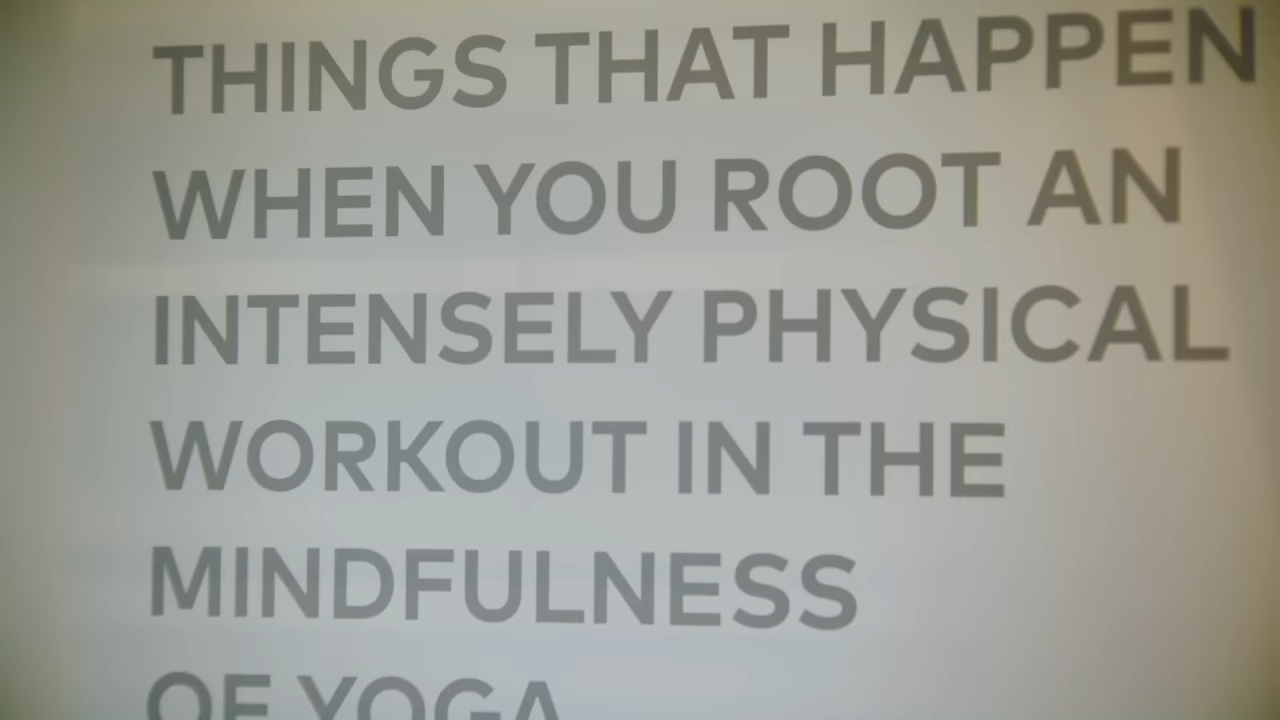 THINGS THAT HAPPEN
WHEN YOU ROOT AN
INTENSELY PHYSICAL
WORKOUT IN THE
MINDFULNESS
OF YOGA